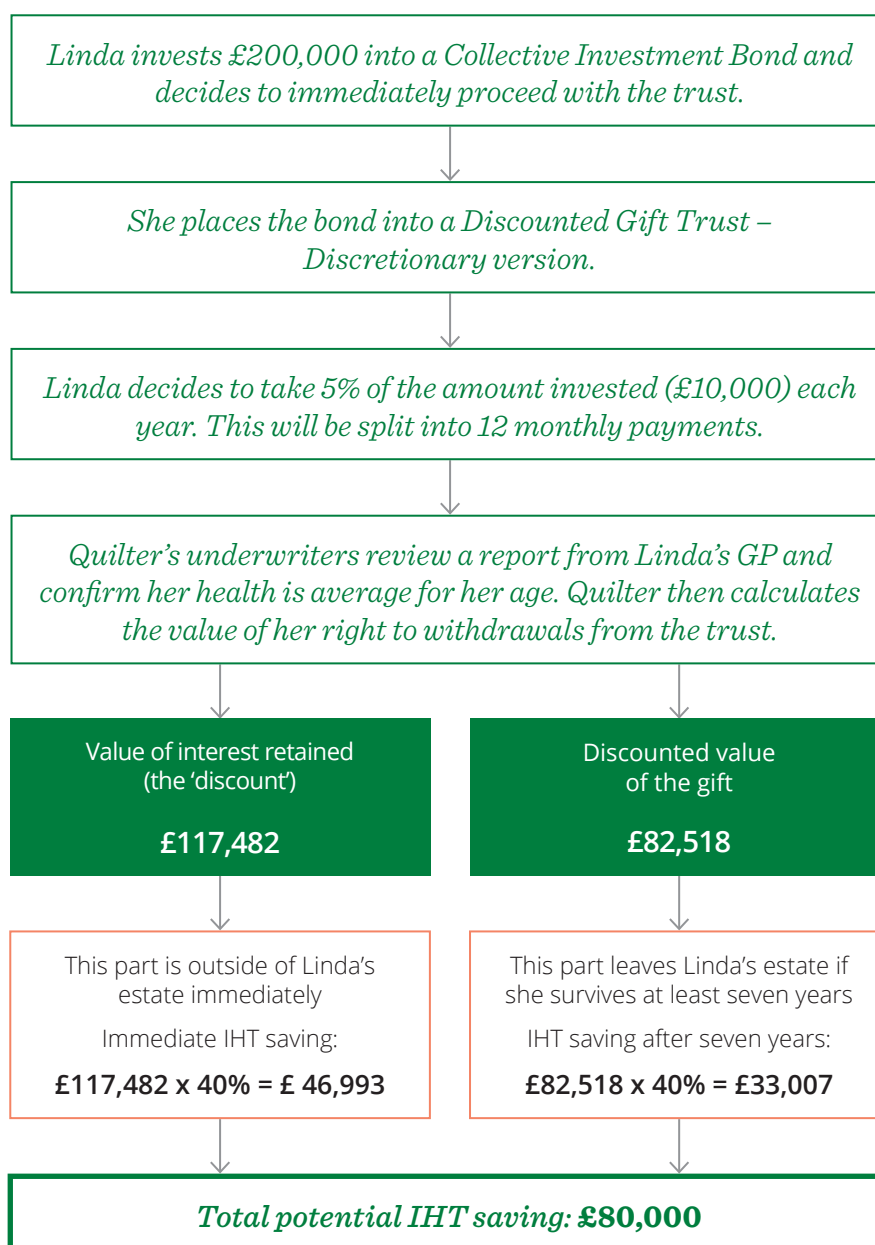 Linda invests £200,000 into a Collective Investment Bond and
decides to immediately proceed with the trust.
She places the bond into a Discounted Gift Trust –
Discretionary version.
Linda decides to take 5% of the amount invested (£10,000) each
year. This will be split into 12 monthly payments.
Quilter’s underwriters review a report from Linda’s GP and
confirm her health is average for her age. Quilter then calculates
the value of her right to withdrawals from the trust.
Value of interest retained
(the ‘discount’)
£117,482
Discounted value
of the gift
£82,518
This part is outside of Linda’s
estate immediately
Immediate IHT saving:
£117,482 x 40% = £ 46,993
This part leaves Linda’s estate if
she survives at least seven years
IHT saving after seven years:
£82,518 x 40% = £33,007
Total potential IHT saving: £80,000